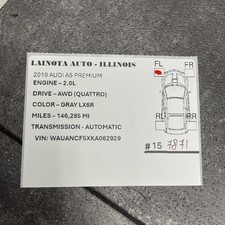 LAINOTA AUTO - ILLINOIS
2019 AUDI A5 PREMIUM
ENGINE - 2.0L
DRIVE - AWD (QUATTRO)
COLOR - GRAY LX6R
MILES - 146,285 MI
TRANSMISSION - AUTOMATIC
VIN: WAUANCF5XKA062929
FL FR
RL RR
#15 7871